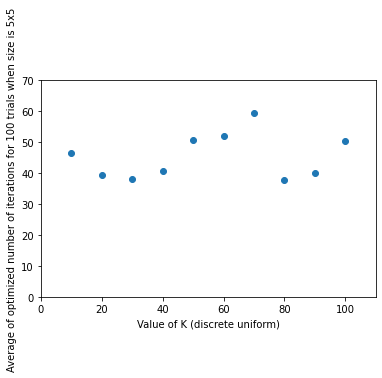 Average of optimized number of iterations for 100 trials when size is 5x5
70
60
50
40
30
20
10
0
0 20 40 60 80 100
Value of K (discrete uniform)